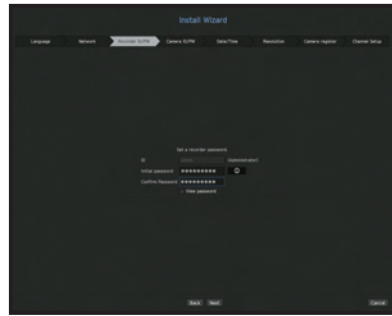 Install Wizard
Language Network Recorder ID/PW Camera ID/PW Date/Time Resolution Camera register Channel Setup
Set a recorder password.
ID admin (Administrator)
Initial password *********
Confirm Password *********
View password
Back Next Cancel